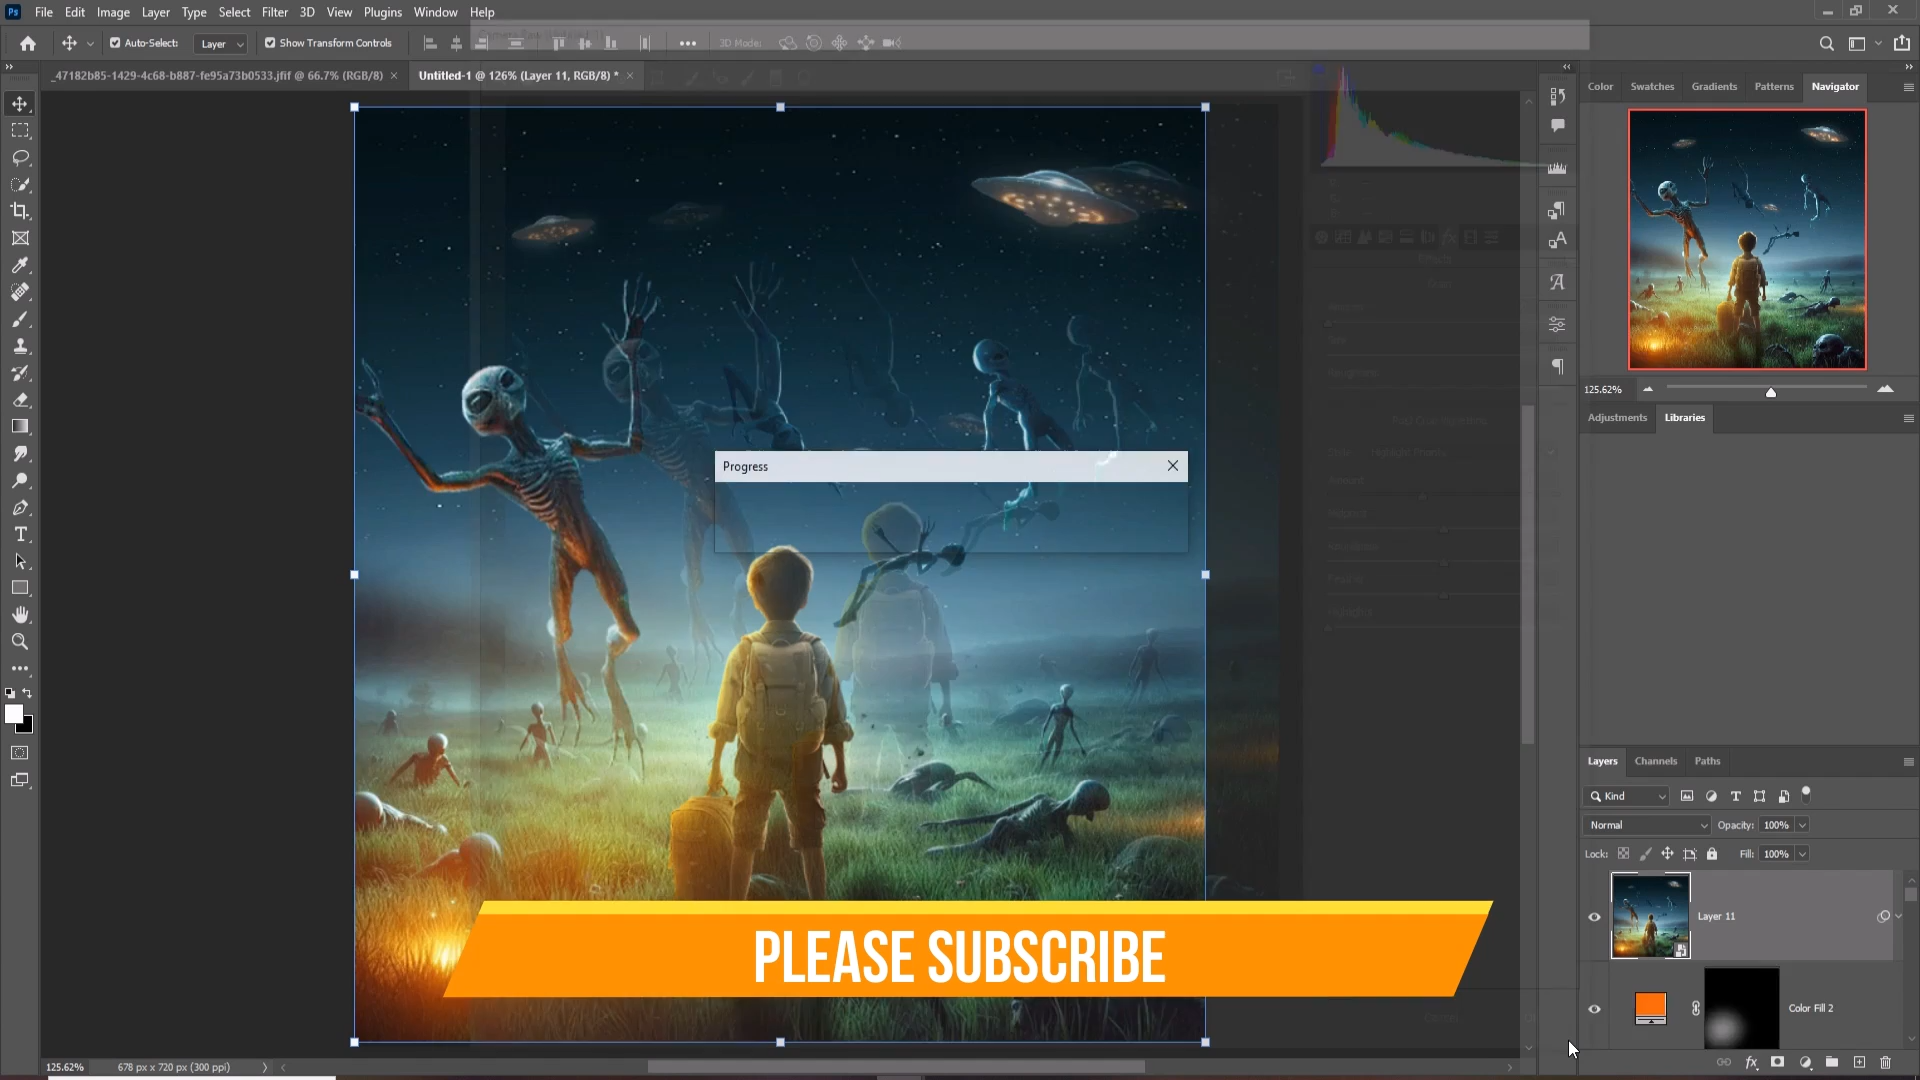 Ps File Edit Image Layer Type Select Filter 3D View Plugins Window Help
Auto-Select: Layer Show Transform Controls 3D Mode:
_47182b85-1429-4c68-b887-fe95a73b0533.jfif @ 66.7% (RGB/8) × Untitled-1 @ 126% (Layer 11, RGB/8) * ×
Color Swatches Gradients Patterns Navigator
125.62%
Adjustments Libraries
Progress
Layers Channels Paths
Kind
Normal Opacity: 100%
Lock: Fill: 100%
Layer 11
PLEASE SUBSCRIBE
Color Fill 2
125.62% 678 px x 720 px (300 ppi)